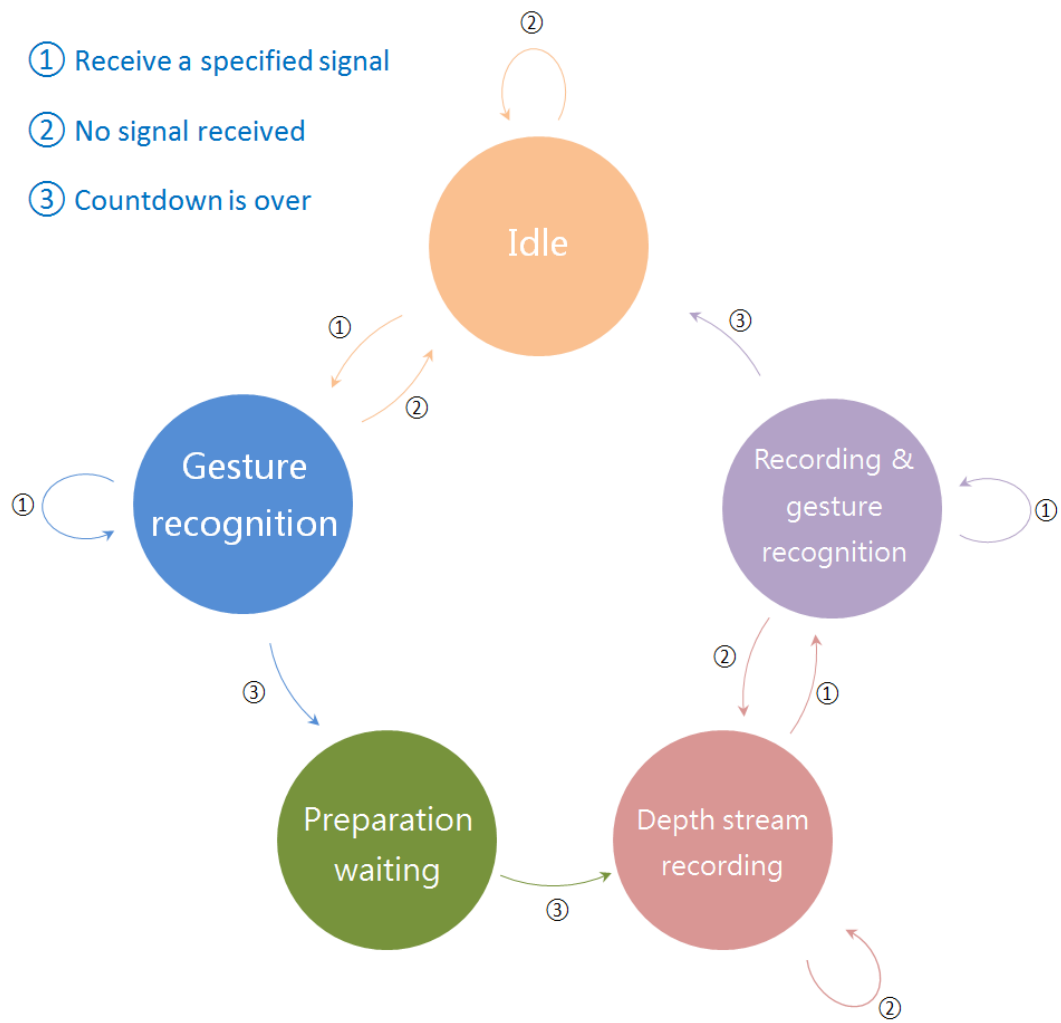 ②
① Receive a specified signal
② No signal received
③ Countdown is over
Idle
①
②
③
Gesture
recognition
①
Recording &
gesture
recognition
①
③
②
①
Preparation
waiting
③
Depth stream
recording
②